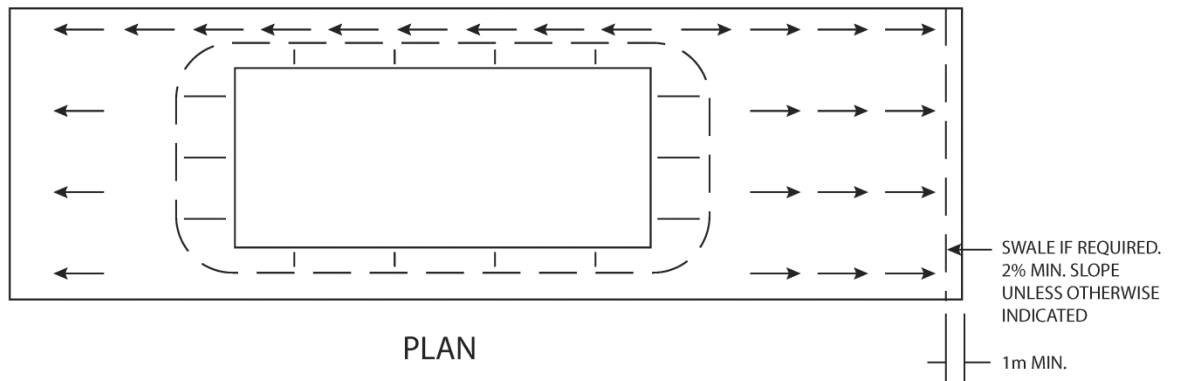 SWALE IF REQUIRED.
2% MIN. SLOPE
UNLESS OTHERWISE
INDICATED
PLAN
1m MIN.